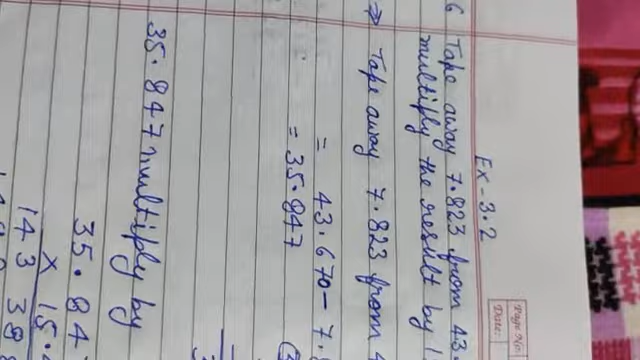 Page No:
Date:
Ex-3.2
6 Take away 7.823 from 43
multiply the result by
⇒ Take away 7.823 from 4
= 43.670 - 7.
= 35.847
35.847 multiply by
35.84
× 15.
143 38